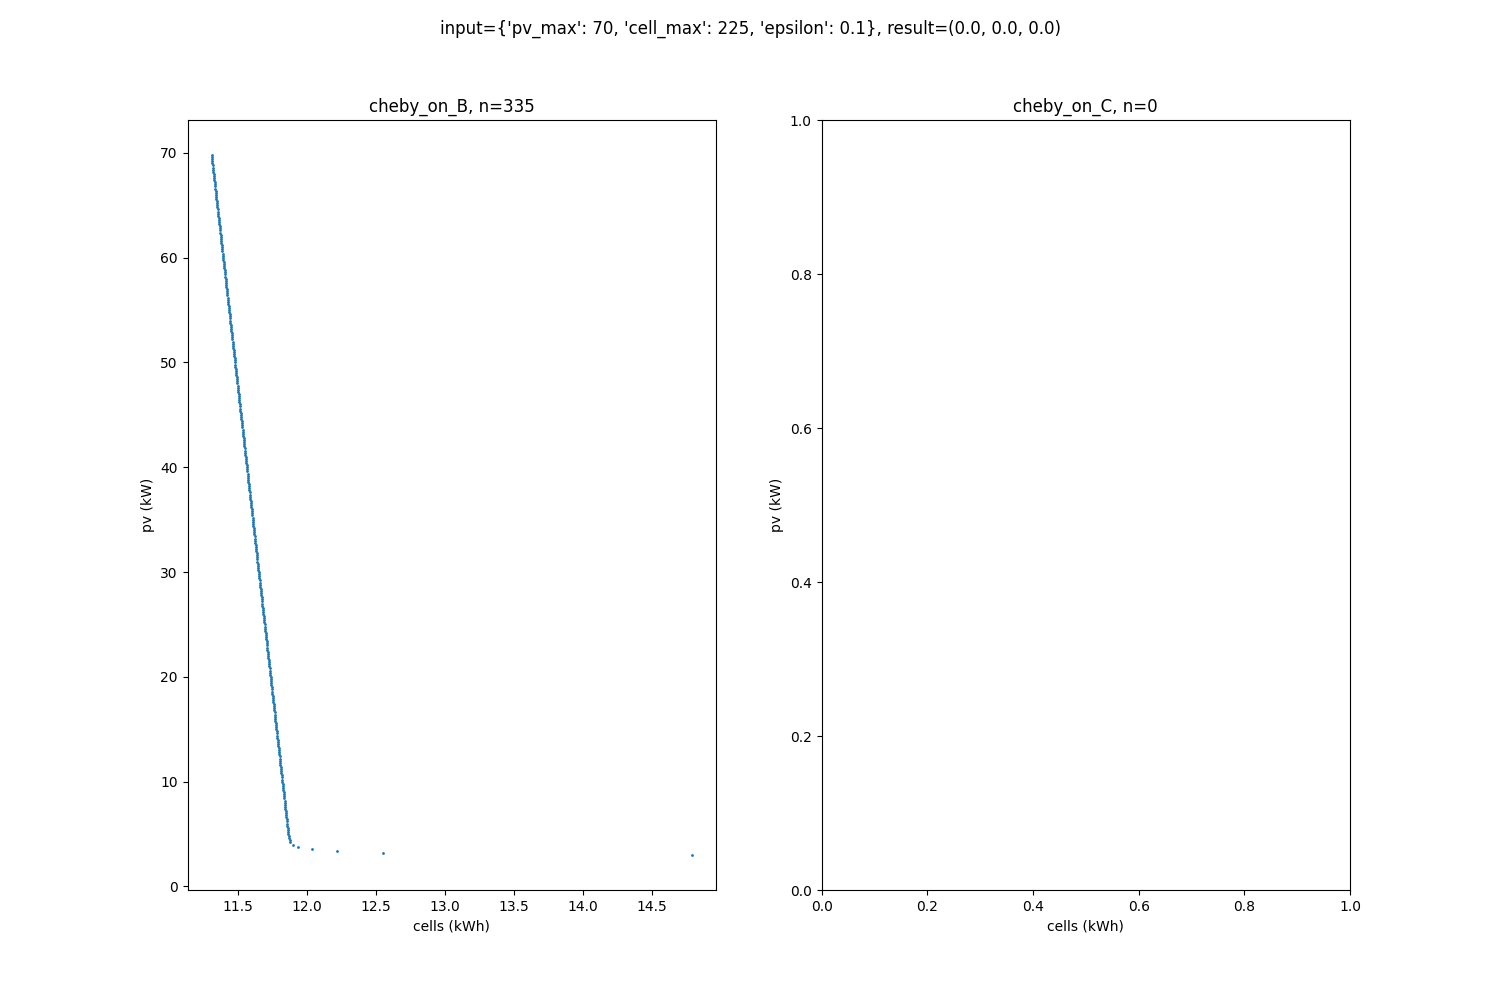 input={'pv_max': 70, 'cell_max': 225, 'epsilon': 0.1}, result=(0.0, 0.0, 0.0)
cheby_on_B, n=335
70
60
50
40
30
20
10
0
pv (kW)
11.5 12.0 12.5 13.0 13.5 14.0 14.5
cells (kWh)
cheby_on_C, n=0
1.0
0.8
0.6
0.4
0.2
0.0
pv (kW)
0.0 0.2 0.4 0.6 0.8 1.0
cells (kWh)